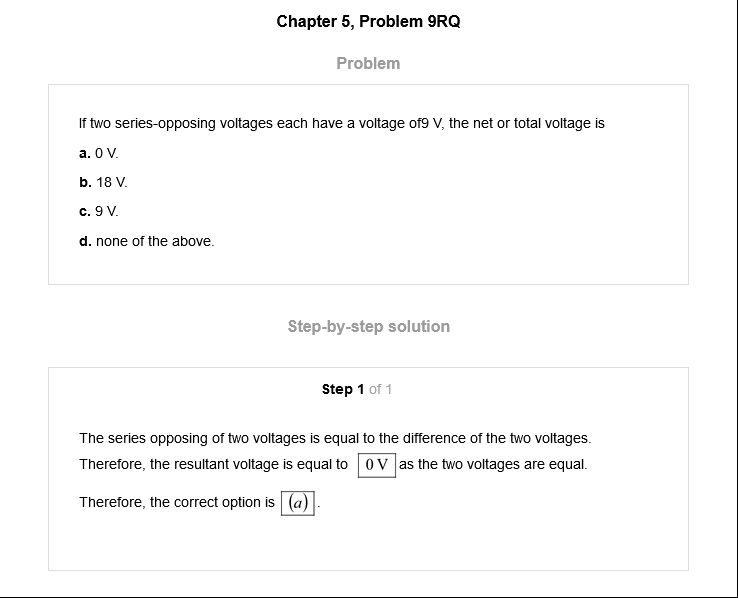 Chapter 5, Problem 9RQ
Problem
If two series-opposing voltages each have a voltage of9 V, the net or total voltage is
a. 0 V.
b. 18 V.
c. 9 V.
d. none of the above.
Step-by-step solution
Step 1 of 1
The series opposing of two voltages is equal to the difference of the two voltages.
Therefore, the resultant voltage is equal to 0 V as the two voltages are equal.
Therefore, the correct option is (a).